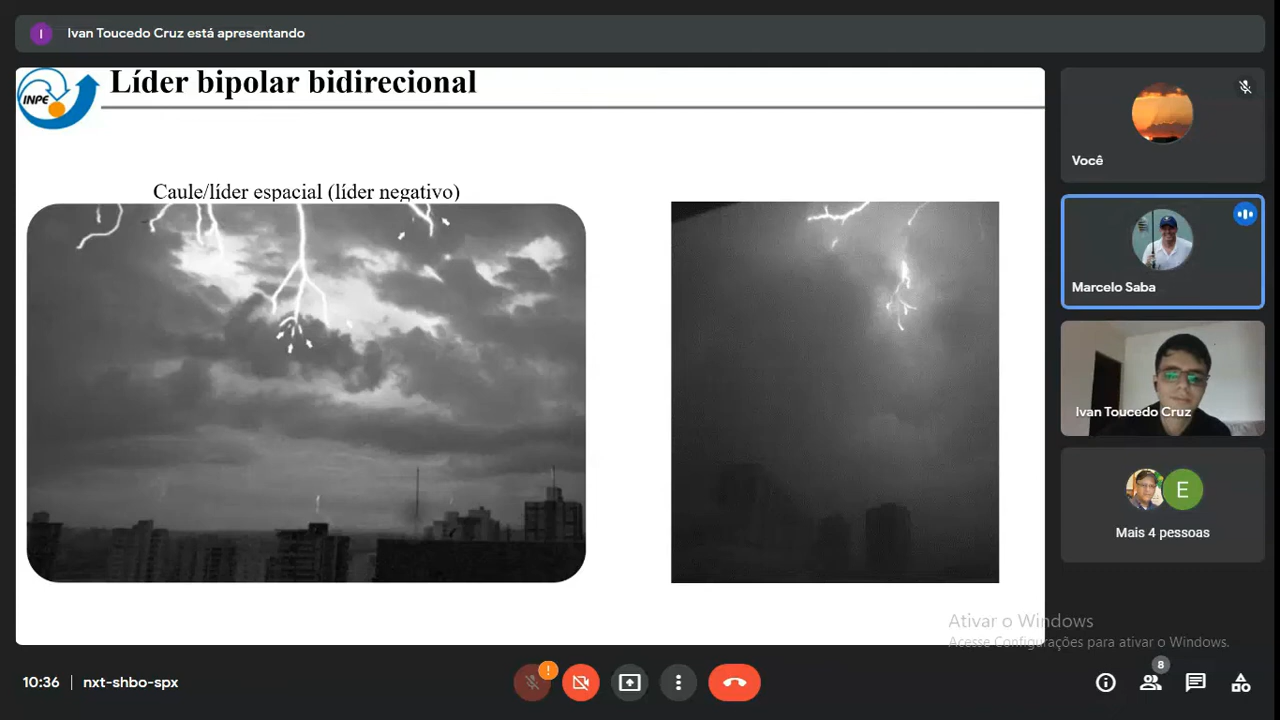 I
Ivan Toucedo Cruz está apresentando
INPE
Líder bipolar bidirecional
Caule/líder espacial (líder negativo)
Você
Marcelo Saba
Ivan Toucedo Cruz
E
Mais 4 pessoas
Ativar o Windows
Acesse Configurações para ativar o Windows.
10:36 | nxt-shbo-spx
!
8